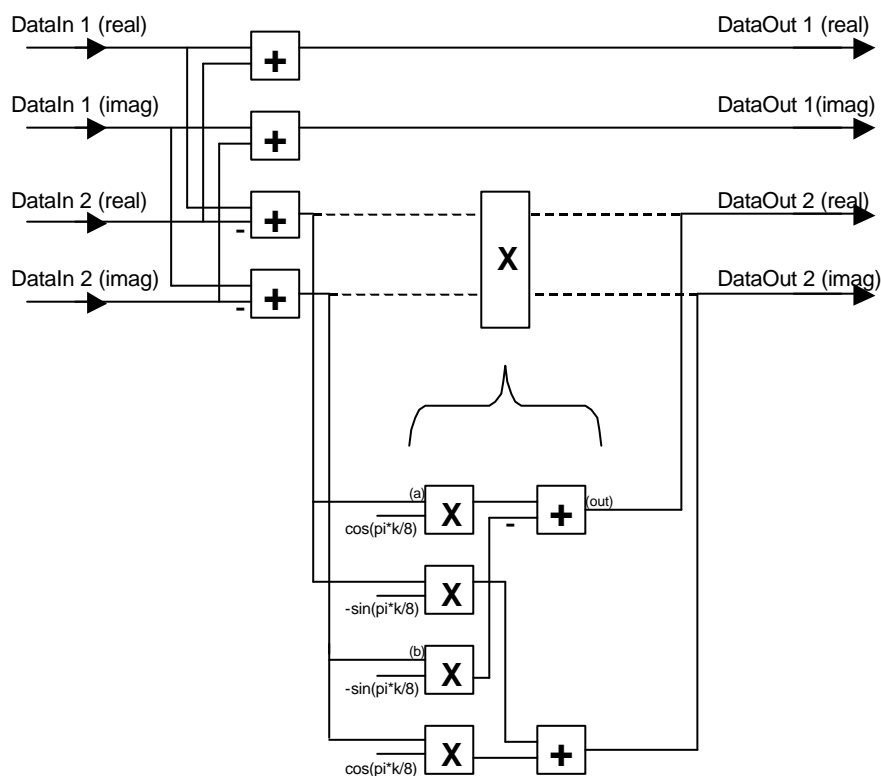 DataIn 1 (real)
DataOut 1 (real)
+
DataIn 1 (imag)
DataOut 1(imag)
+
DataIn 2 (real)
DataOut 2 (real)
+
-
X
DataIn 2 (imag)
DataOut 2 (imag)
+
-
(a)
X
cos(pi*k/8)
+
-
(out)
X
-sin(pi*k/8)
(b)
X
-sin(pi*k/8)
X
cos(pi*k/8)
+